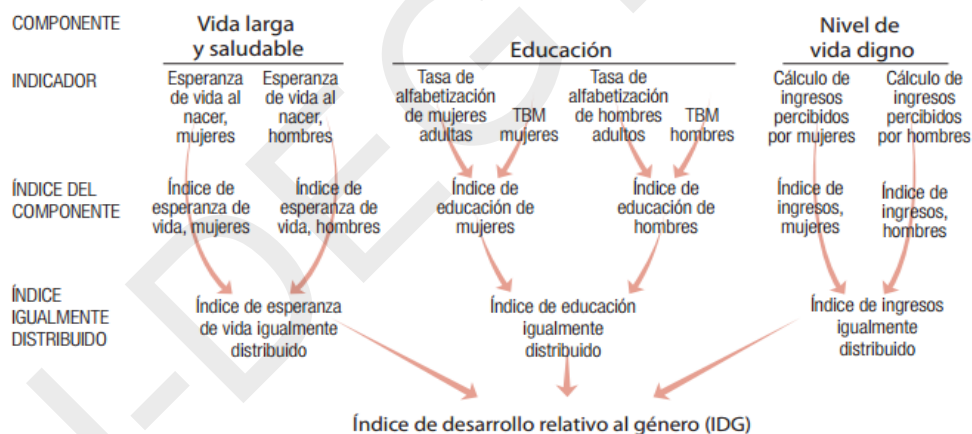 COMPONENTE
Vida larga
y saludable
Educación
Nivel de
vida digno
INDICADOR
Esperanza
de vida al
nacer,
mujeres
Esperanza
de vida al
nacer,
hombres
Tasa de
alfabetización
de mujeres
adultas
TBM
mujeres
Tasa de
alfabetización
de hombres
adultos
TBM
hombres
Cálculo de
ingresos
percibidos
por mujeres
Cálculo de
ingresos
percibidos
por hombres
ÍNDICE DEL
COMPONENTE
Índice de
esperanza de
vida, mujeres
Índice de
esperanza de
vida, hombres
Índice de
educación de
mujeres
Índice de
educación de
hombres
Índice de
ingresos,
mujeres
Índice de
ingresos,
hombres
ÍNDICE
IGUALMENTE
DISTRIBUIDO
Índice de esperanza
de vida igualmente
distribuido
Índice de educación
igualmente
distribuido
Índice de ingresos
igualmente
distribuido
Índice de desarrollo relativo al género (IDG)